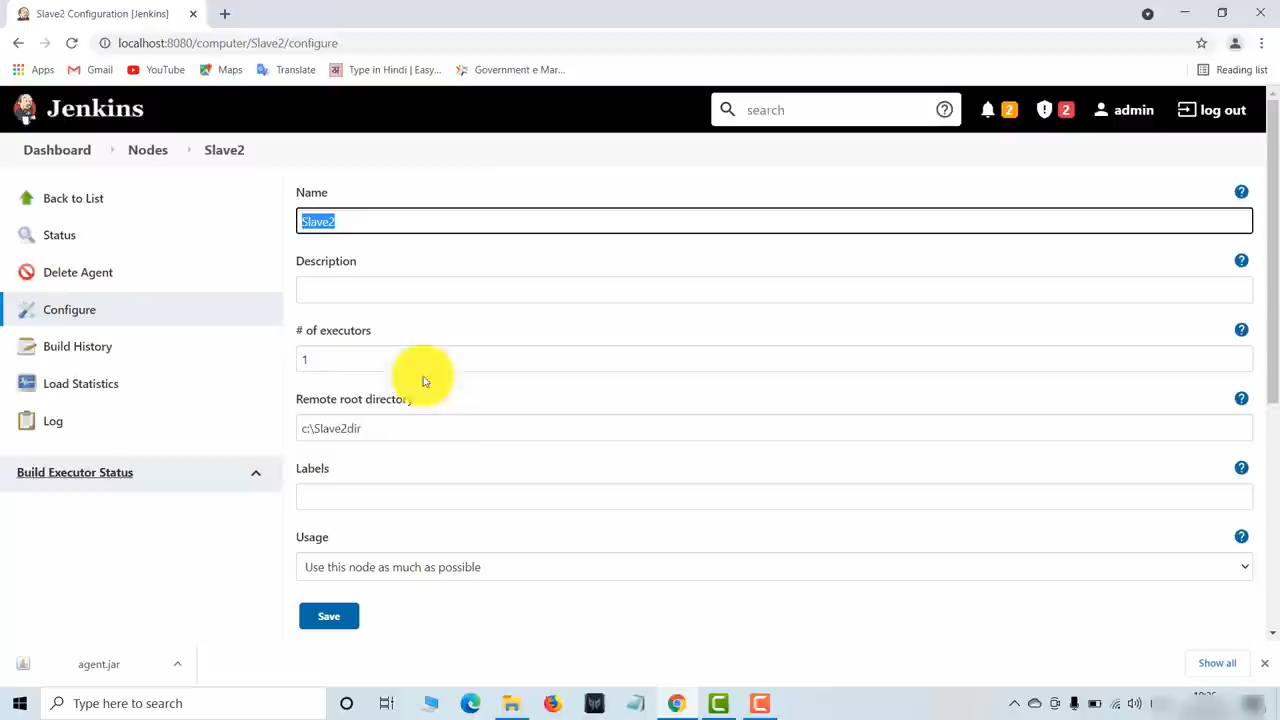 Slave2 Configuration [Jenkins]
localhost:8080/computer/Slave2/configure
Apps Gmail YouTube Maps Translate Type in Hindi | Easy... Government e Mar... Reading list
Jenkins search 2 2 admin log out
Dashboard Nodes Slave2
Back to List
Status
Delete Agent
Configure
Build History
Load Statistics
Log
Build Executor Status
Name
Slave2
Description
# of executors
1
Remote root directory
c:\Slave2dir
Labels
Usage
Use this node as much as possible
Save
agent.jar Show all
Type here to search